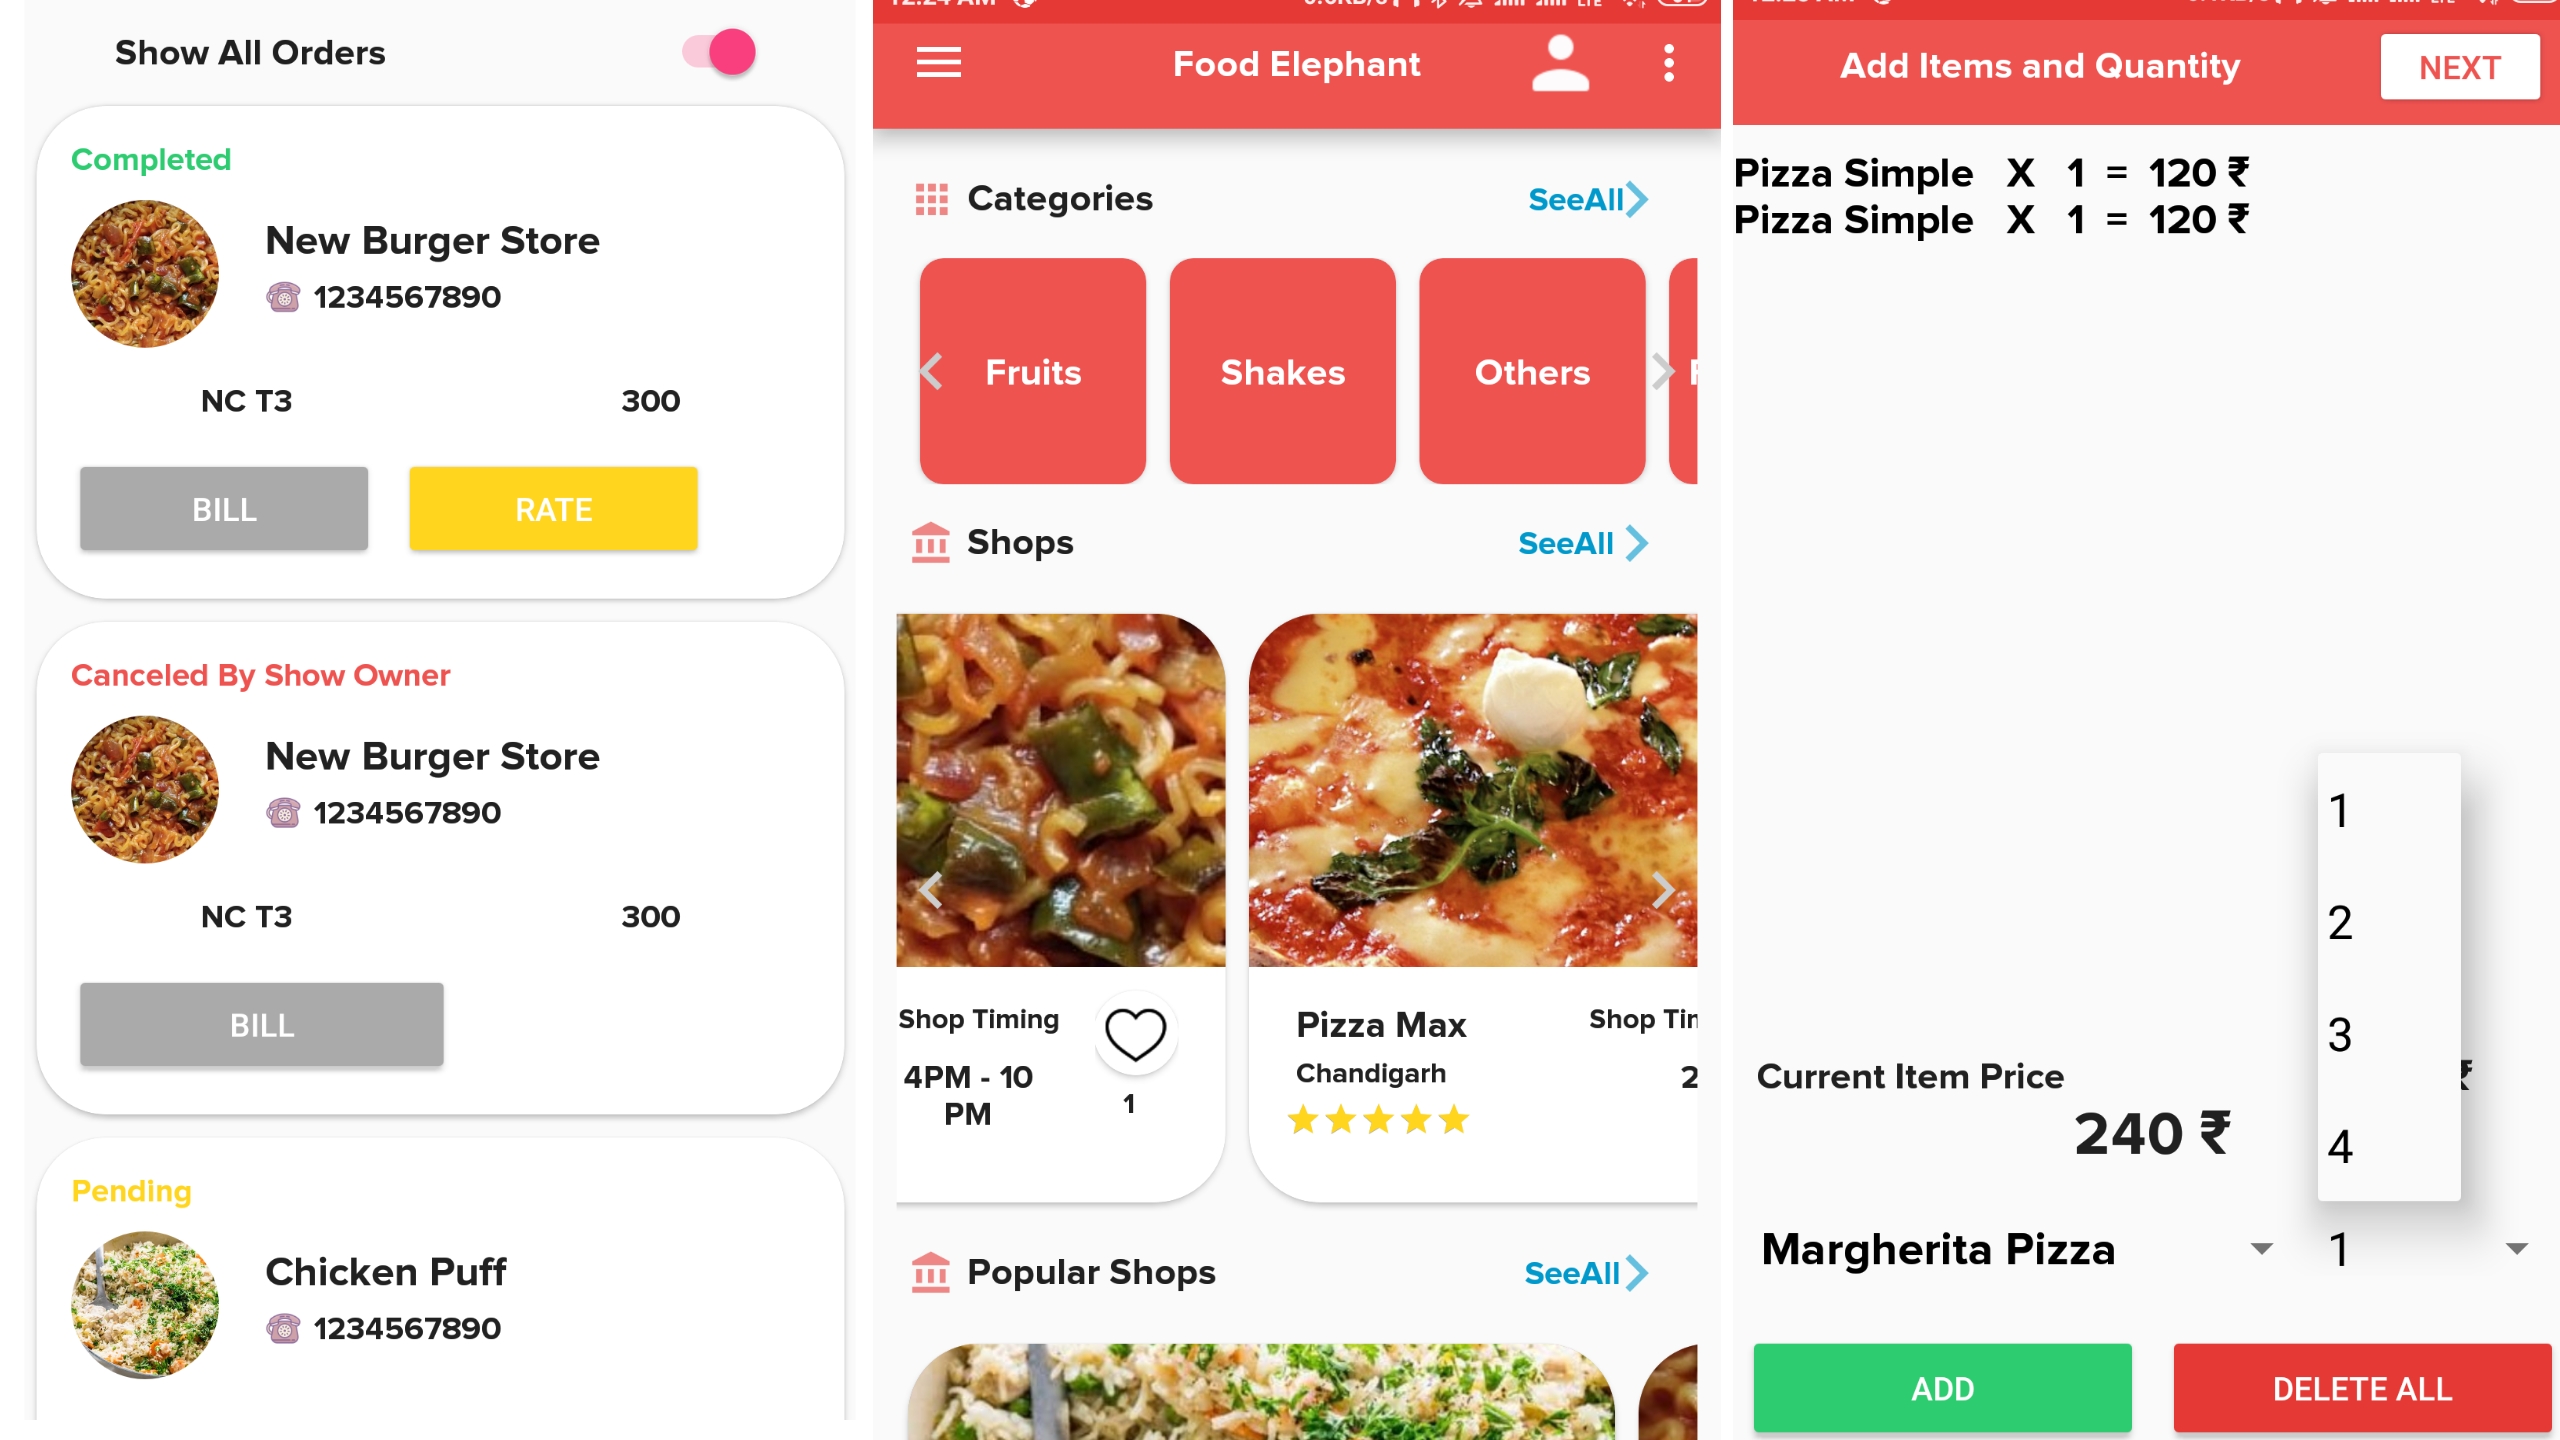 Show All Orders
Completed
New Burger Store
1234567890
NC T3 300
BILL RATE
Canceled By Show Owner
New Burger Store
1234567890
NC T3 300
BILL
Pending
Chicken Puff
1234567890
Food Elephant
Categories SeeAll
Fruits Shakes Others
Shops SeeAll
Shop Timing
4PM - 10
PM
1
Pizza Max
Chandigarh
Shop Tim
2
Popular Shops SeeAll
Add Items and Quantity NEXT
Pizza Simple X 1 = 120 ₹
Pizza Simple X 1 = 120 ₹
1
2
3
4
Current Item Price ₹
240 ₹
Margherita Pizza 1
ADD DELETE ALL